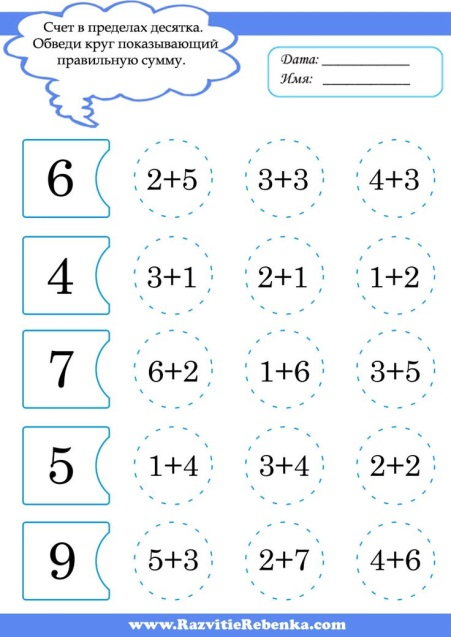 Счет в пределах десятка.
Обведи круг показывающий
правильную сумму.
Дата: ____________
Имя: ____________
6 2+5 3+3 4+3
4 3+1 2+1 1+2
7 6+2 1+6 3+5
5 1+4 3+4 2+2
9 5+3 2+7 4+6
www.RazvitieRebenka.com